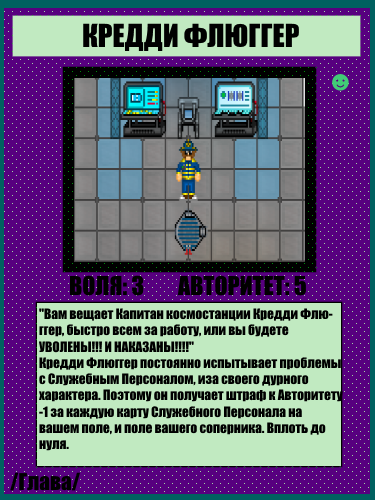 КРЕДДИ ФЛЮГГЕР
ВОЛЯ: 3 АВТОРИТЕТ: 5
"Вам вещает Капитан космостанции Кредди Флю-
ггер, быстро всем за работу, или вы будете
УВОЛЕНЫ!!! И НАКАЗАНЫ!!!!"
Кредди Флюггер постоянно испытывает проблемы
с Служебным Персоналом, иза своего дурного
характера. Поэтому он получает штраф к Авторитету
-1 за каждую карту Служебного Персонала на
вашем поле, и поле вашего соперника. Вплоть до
нуля.
/Глава/